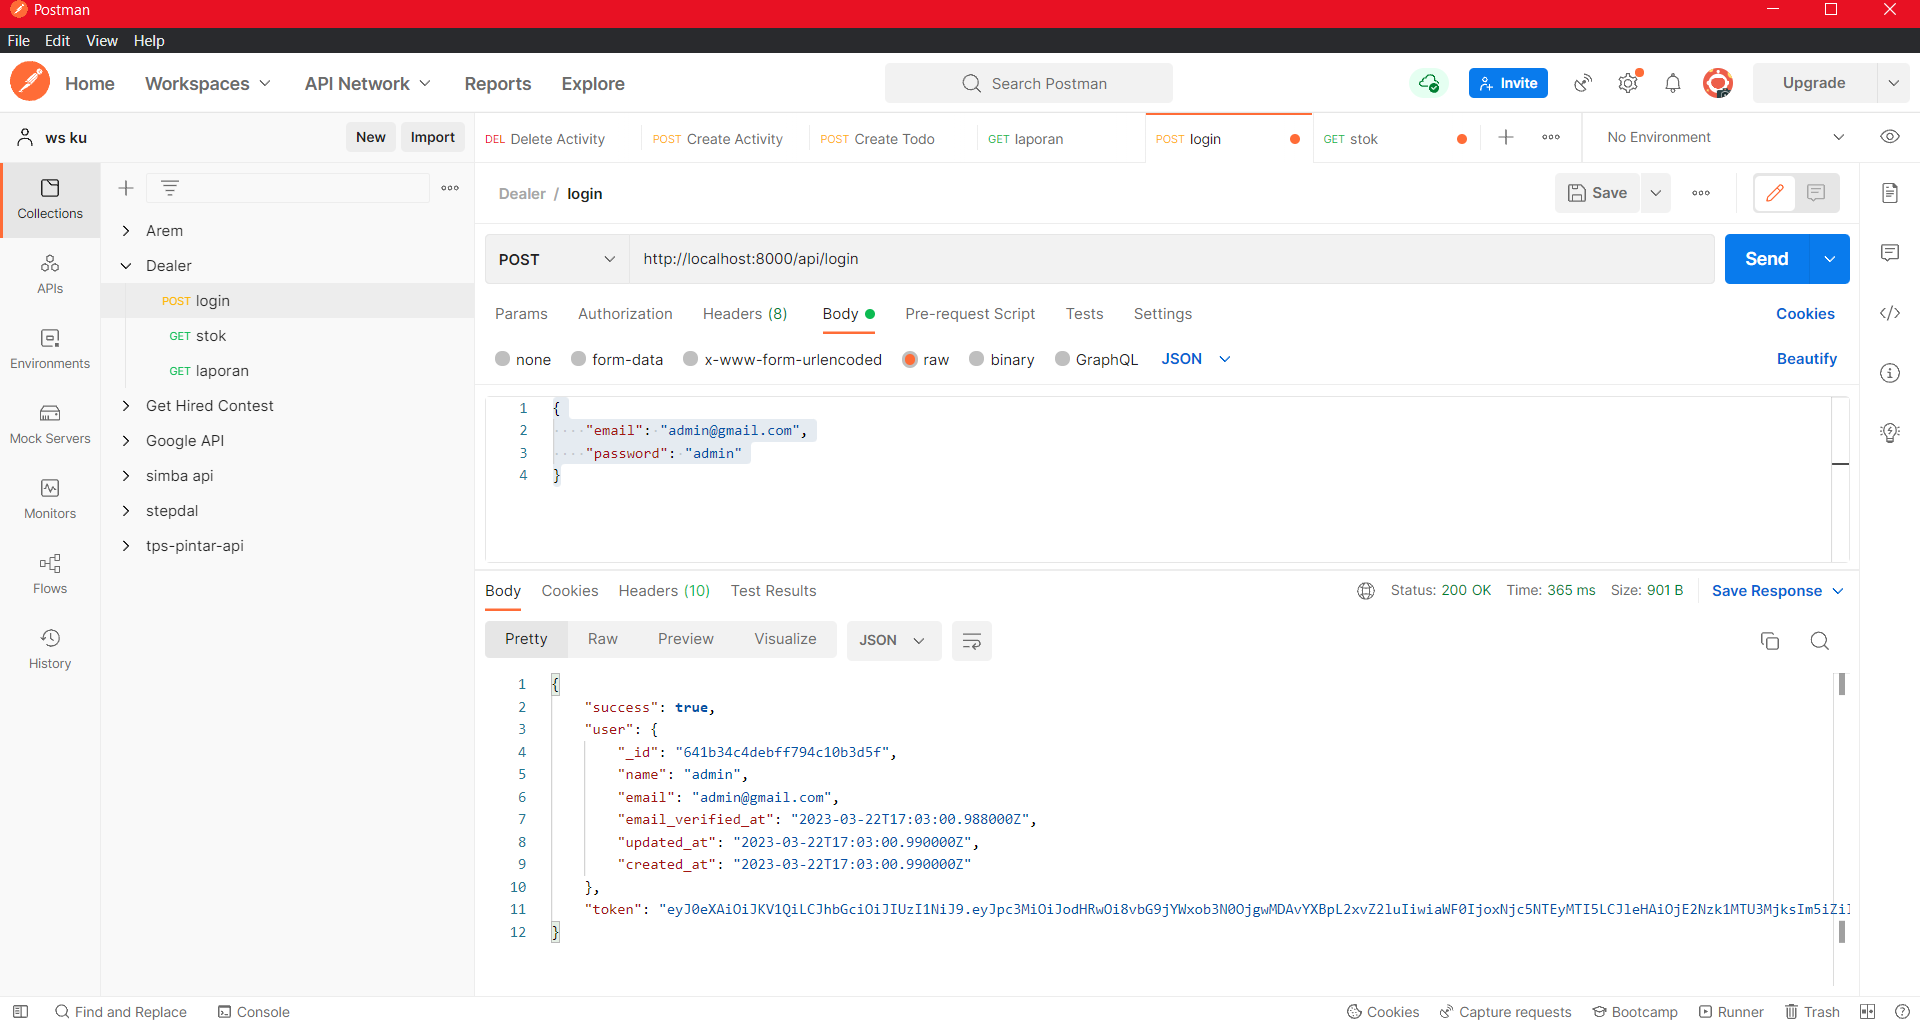 Postman
File Edit View Help
Home Workspaces API Network Reports Explore Search Postman Invite Upgrade
ws ku New Import
DEL Delete Activity POST Create Activity POST Create Todo GET laporan POST login GET stok No Environment
Collections
APIs
Environments
Mock Servers
Monitors
Flows
History
Arem
Dealer
POST login
GET stok
GET laporan
Get Hired Contest
Google API
simba api
stepdal
tps-pintar-api
Dealer / login Save
POST http://localhost:8000/api/login Send
Params Authorization Headers (8) Body Pre-request Script Tests Settings Cookies
none form-data x-www-form-urlencoded raw binary GraphQL JSON Beautify
1 {
2 "email": "admin@gmail.com",
3 "password": "admin"
4 }
Body Cookies Headers (10) Test Results Status: 200 OK Time: 365 ms Size: 901 B Save Response
Pretty Raw Preview Visualize JSON
1 {
2 "success": true,
3 "user": {
4 "_id": "641b34c4debff794c10b3d5f",
5 "name": "admin",
6 "email": "admin@gmail.com",
7 "email_verified_at": "2023-03-22T17:03:00.988000Z",
8 "updated_at": "2023-03-22T17:03:00.990000Z",
9 "created_at": "2023-03-22T17:03:00.990000Z"
10 },
11 "token": "eyJ0eXAiOiJKV1QiLCJhbGciOiJIUzI1NiJ9.eyJpc3MiOiJodHRwOi8vbG9jYWxob3N0OjgwMDAvYXBpL2xvZ2luIiwiaWF0IjoxNjc5NTEyMTI5LCJleHAiOjE2Nzk1MTU3MjksIm5iZiI
12 }
Find and Replace Console Cookies Capture requests Bootcamp Runner Trash